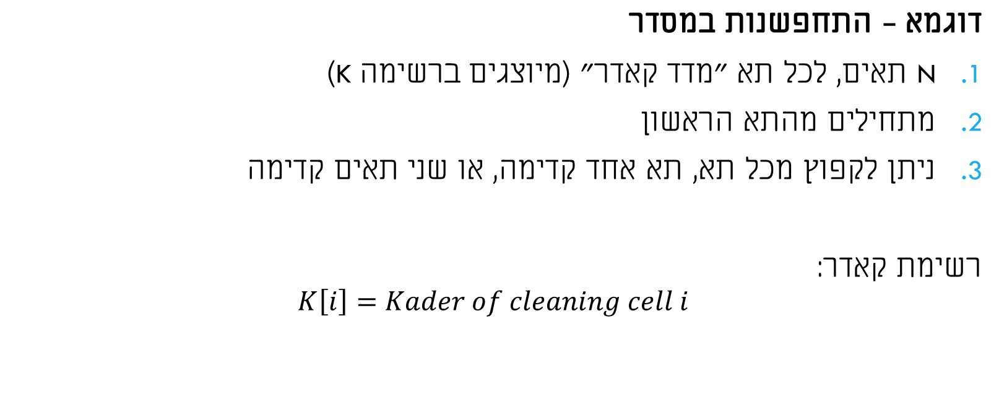 דוגמא – התחפשנות במסדר
1. N תאים, לכל תא "מדד קאדר" (מיוצגים ברשימה K)
2. מתחילים מהתא הראשון
3. ניתן לקפוץ מכל תא, תא אחד קדימה, או שני תאים קדימה
רשימת קאדר:
K[i] = Kader of cleaning cell i